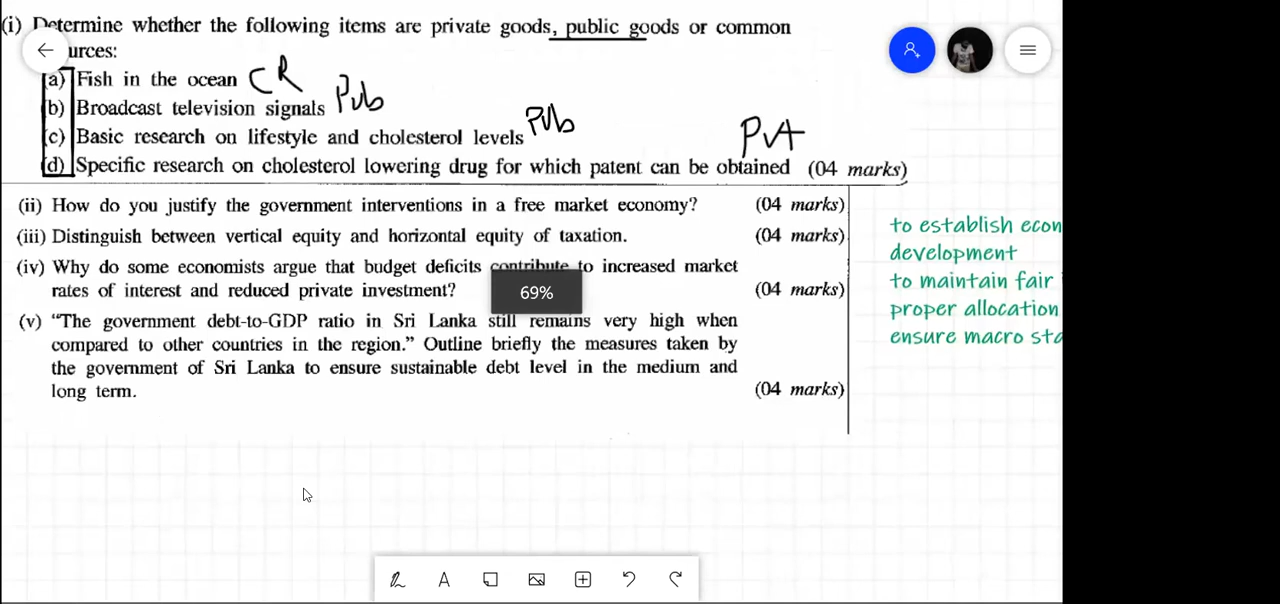 (i) Determine whether the following items are private goods, public goods or common
urces:
(a) Fish in the ocean CR
(b) Broadcast television signals Pub
(c) Basic research on lifestyle and cholesterol levels Pub
(d) Specific research on cholesterol lowering drug for which patent can be obtained (04 marks) Pvt
(ii) How do you justify the government interventions in a free market economy? (04 marks)
(iii) Distinguish between vertical equity and horizontal equity of taxation. (04 marks)
(iv) Why do some economists argue that budget deficits contribute to increased market
rates of interest and reduced private investment? (04 marks)
69%
(v) “The government debt-to-GDP ratio in Sri Lanka still remains very high when
compared to other countries in the region.” Outline briefly the measures taken by
the government of Sri Lanka to ensure sustainable debt level in the medium and
long term. (04 marks)
to establish econ
development
to maintain fair
proper allocation
ensure macro sta
A